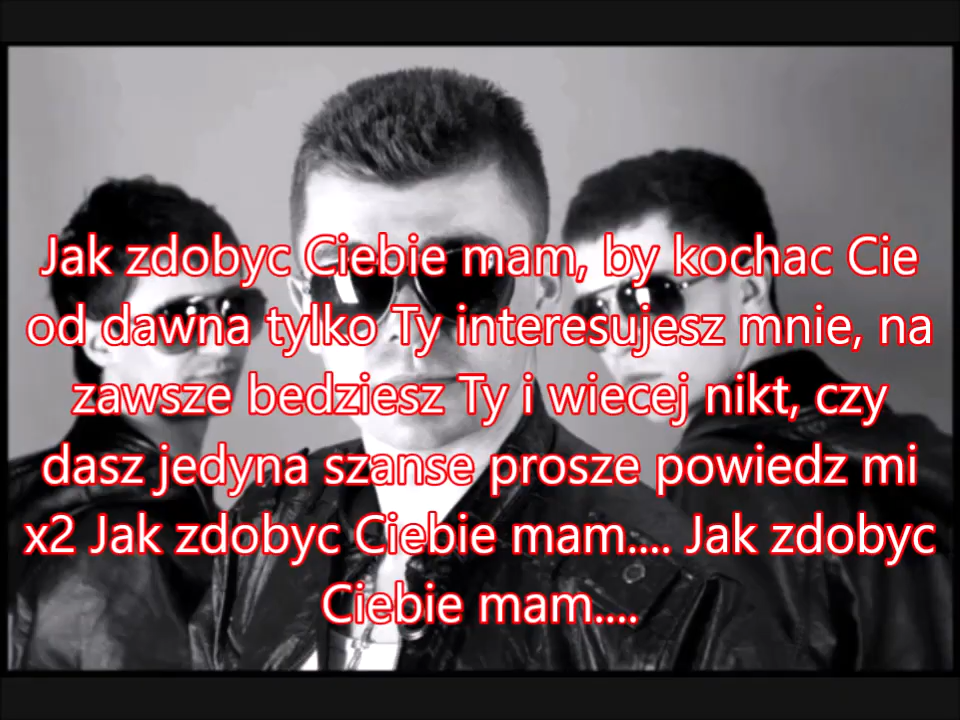 Jak zdobyc Ciebie mam, by kochac Cie
od dawna tylko Ty interesujesz mnie, na
zawsze bedziesz Ty i wiecej nikt, czy
dasz jedyna szanse prosze powiedz mi
x2 Jak zdobyc Ciebie mam.... Jak zdobyc
Ciebie mam....